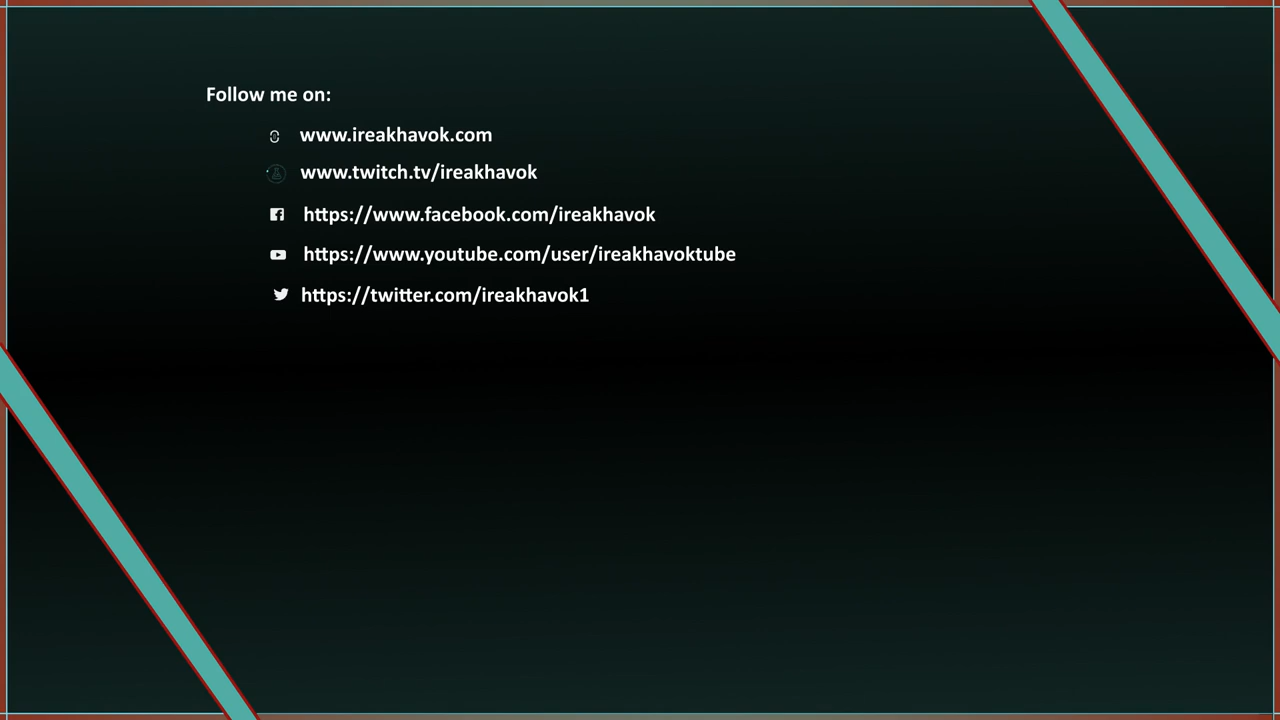 Follow me on:
www.ireakhavok.com
www.twitch.tv/ireakhavok
https://www.facebook.com/ireakhavok
https://www.youtube.com/user/ireakhavoktube
https://twitter.com/ireakhavok1